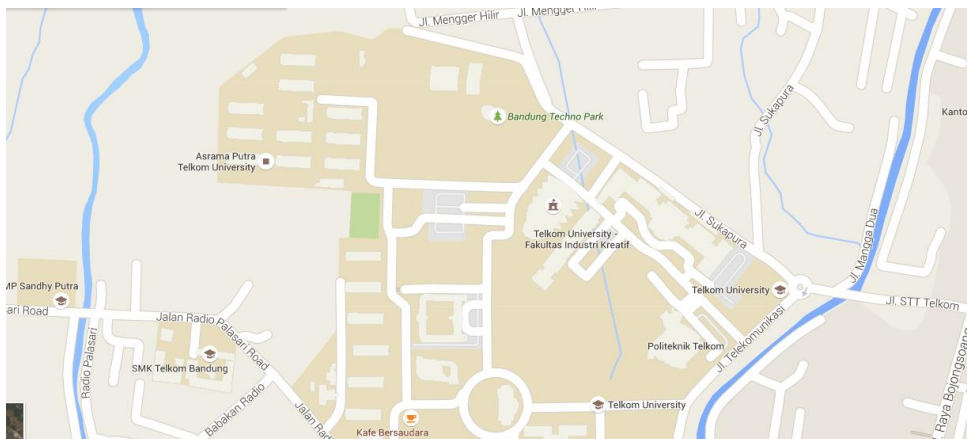 Jl. Mengger Hilir
Jl. Mengger Hilir
Bandung Techno Park
Kanto
Jl. Sukapura
Asrama Putra
Telkom University
Jl. Sukapura
Telkom University -
Fakultas Industri Kreatif
Jl. Mangga Dua
MP Sandhy Putra
Telkom University
Jl. STT Telkom
ari Road
Jalan Radio Palasari Road
Radio Palasari
Jl. Telekomunikasi
Politeknik Telkom
SMK Telkom Bandung
Babakan Radio
Jalan Rad
Telkom University
Kafe Bersaudara
Jl. Raya Bojongsoang